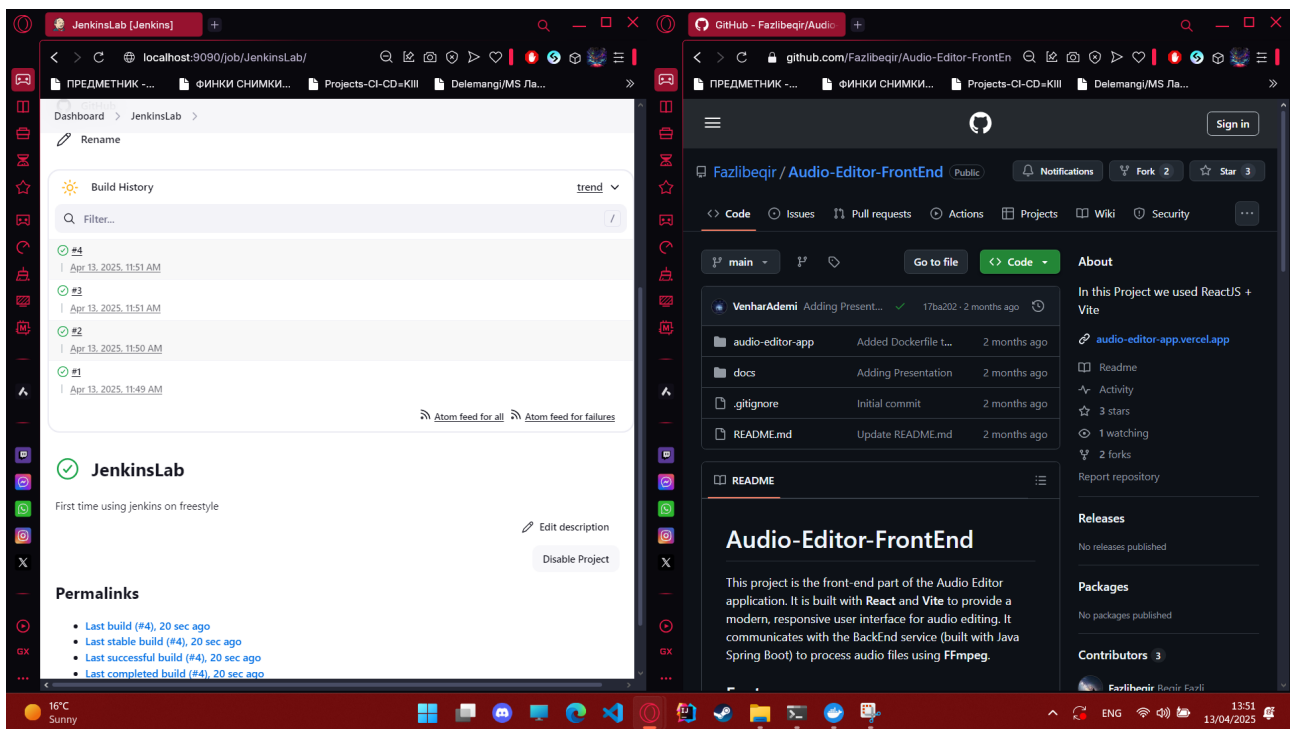 JenkinsLab [Jenkins]
localhost:9090/job/JenkinsLab/
ПРЕДМЕТНИК -...
ФИНКИ СНИМКИ...
Projects-CI-CD=KIII
Delemangi/MS Ла...
Dashboard > JenkinsLab >
Rename
Build History
trend
Filter...
/
#4
Apr 13, 2025, 11:51 AM
#3
Apr 13, 2025, 11:51 AM
#2
Apr 13, 2025, 11:50 AM
#1
Apr 13, 2025, 11:49 AM
Atom feed for all
Atom feed for failures
JenkinsLab
First time using jenkins on freestyle
Edit description
Disable Project
Permalinks
Last build (#4), 20 sec ago
Last stable build (#4), 20 sec ago
Last successful build (#4), 20 sec ago
Last completed build (#4), 20 sec ago
GX
GitHub - Fazlibeqir/Audio
github.com/Fazlibeqir/Audio-Editor-FrontEn
ПРЕДМЕТНИК -...
ФИНКИ СНИМКИ...
Projects-CI-CD=KIII
Delemangi/MS Ла...
Sign in
Fazlibeqir / Audio-Editor-FrontEnd Public
Notifications
Fork 2
Star 3
Code
Issues
Pull requests
Actions
Projects
Wiki
Security
main
Go to file
Code
VenharAdemi Adding Present... 17ba202 · 2 months ago
audio-editor-app Added Dockerfile t... 2 months ago
docs Adding Presentation 2 months ago
.gitignore Initial commit 2 months ago
README.md Update README.md 2 months ago
README
Audio-Editor-FrontEnd
This project is the front-end part of the Audio Editor
application. It is built with React and Vite to provide a
modern, responsive user interface for audio editing. It
communicates with the BackEnd service (built with Java
Spring Boot) to process audio files using FFmpeg.
About
In this Project we used ReactJS +
Vite
audio-editor-app.vercel.app
Readme
Activity
3 stars
1 watching
2 forks
Report repository
Releases
No releases published
Packages
No packages published
Contributors 3
Fazlibeqir Beqir Fazli
GX
16°C
Sunny
ENG
13:51
13/04/2025